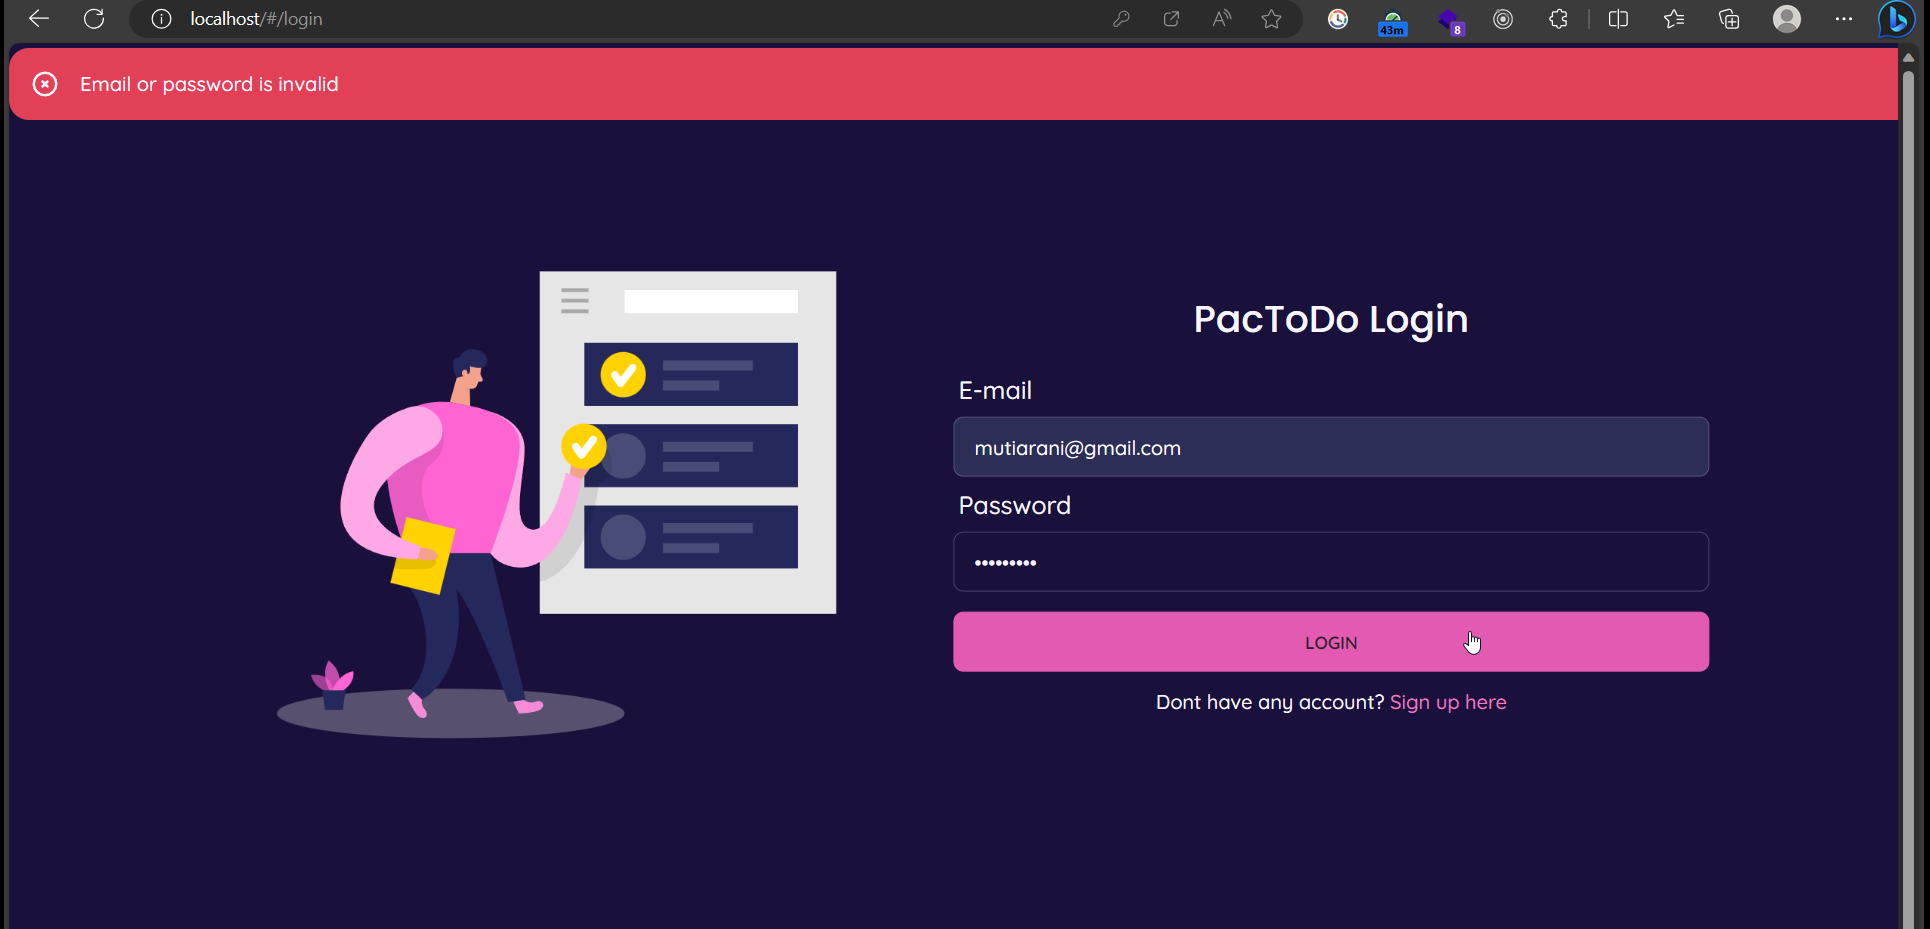 localhost/#/login
43m
8
Email or password is invalid
PacToDo Login
E-mail
mutiarani@gmail.com
Password
LOGIN
Dont have any account? Sign up here